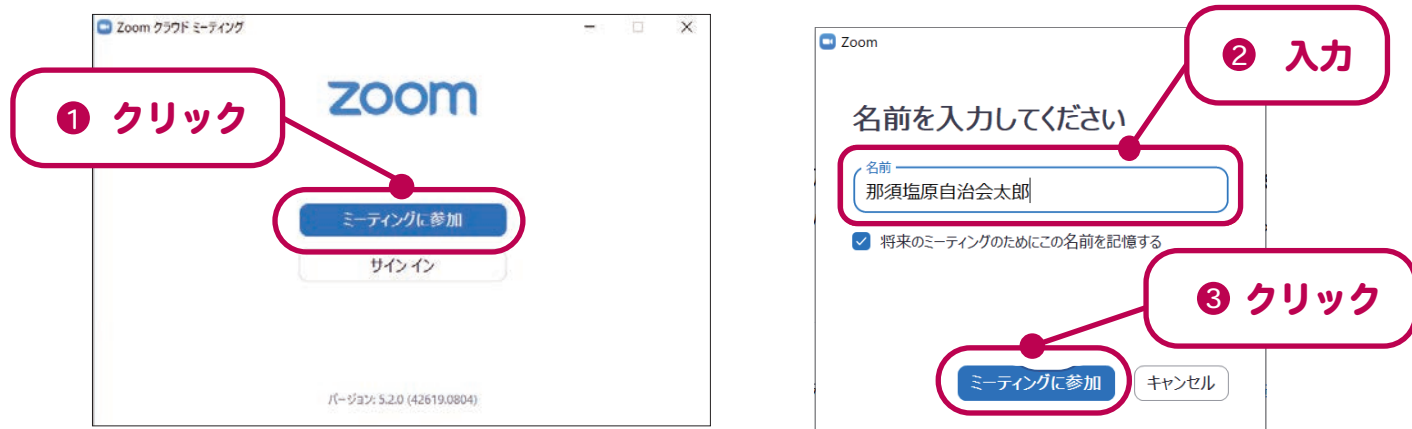 Zoom クラウド ミーティング
zoom
❶ クリック
ミーティングに参加
サイン イン
バージョン: 5.2.0 (42619.0804)
Zoom
❷ 入力
名前を入力してください
名前
那須塩原自治会太郎
将来のミーティングのためにこの名前を記憶する
❸ クリック
ミーティングに参加
キャンセル